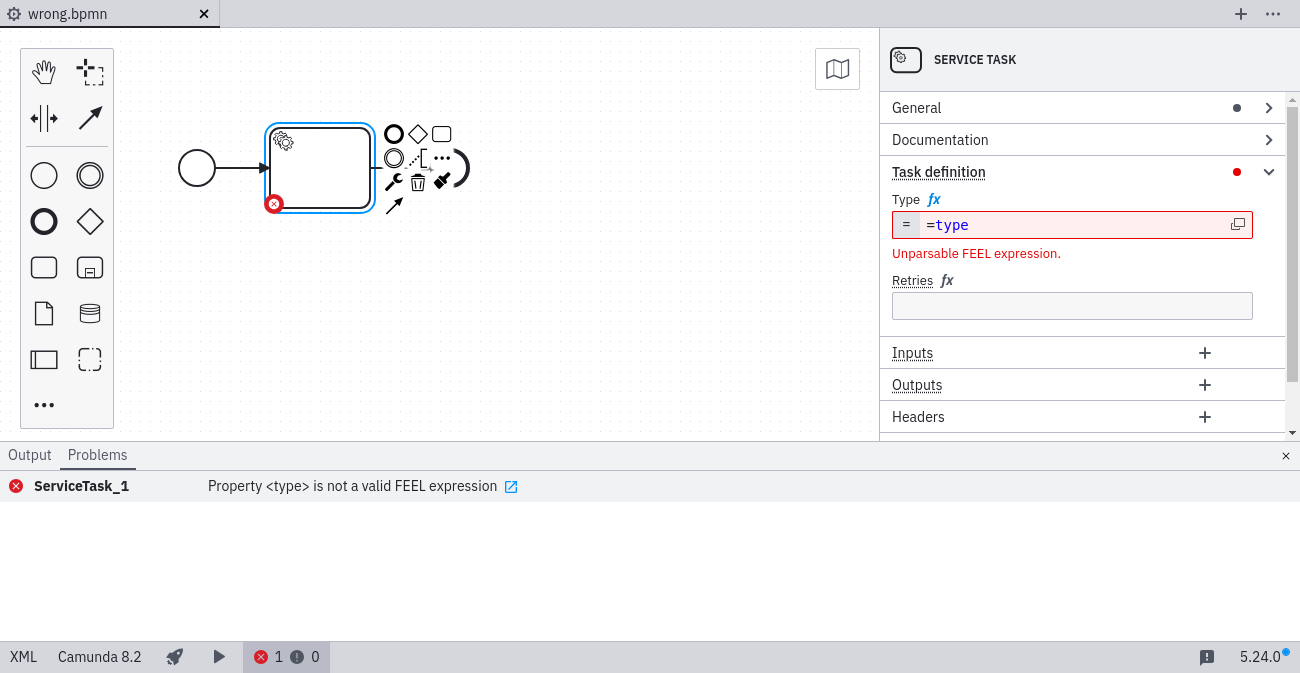 wrong.bpmn
SERVICE TASK
General
Documentation
Task definition
Type fx
= =type
Unparsable FEEL expression.
Retries fx
Inputs
Outputs
Headers
Output Problems
ServiceTask_1 Property <type> is not a valid FEEL expression
XML Camunda 8.2 1 0 5.24.0